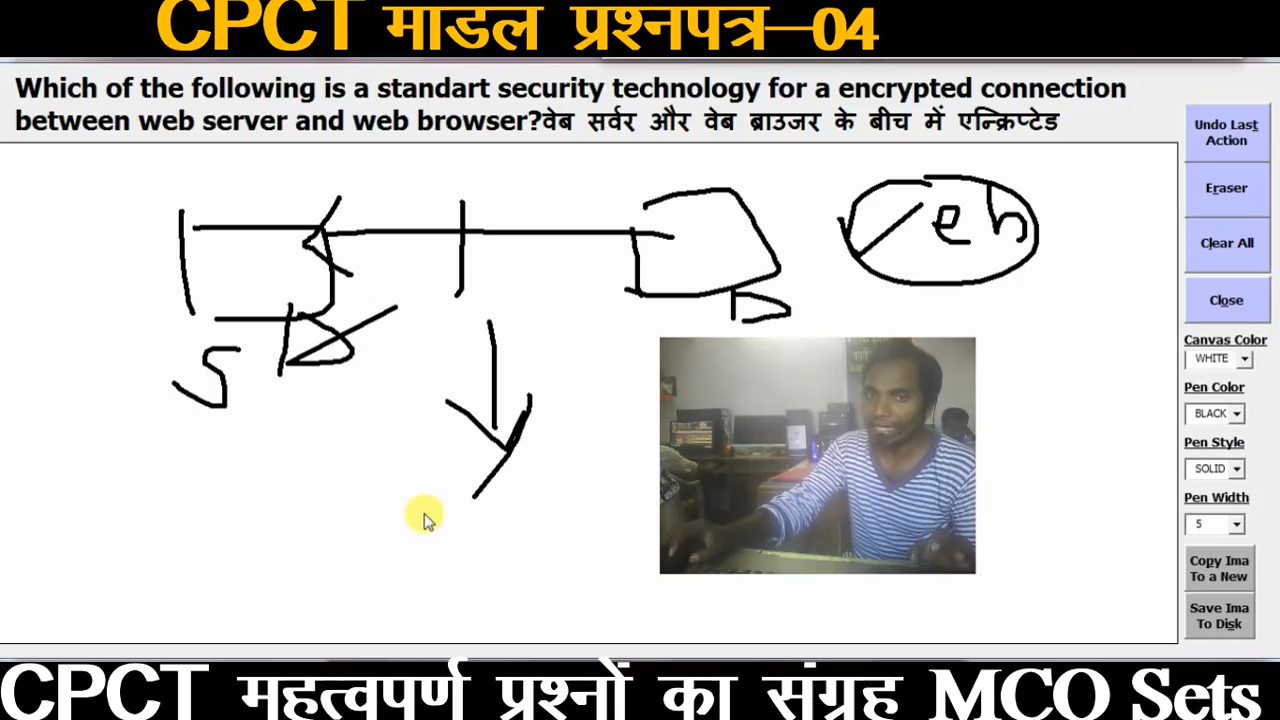 CPCT माडल प्रश्नपत्र—04
Which of the following is a standart security technology for a encrypted connection
between web server and web browser?वेब सर्वर और वेब ब्राउजर के बीच में एन्क्रिप्टेड
Undo Last
Action
Eraser
Clear All
Close
Canvas Color
WHITE
Pen Color
BLACK
Pen Style
SOLID
Pen Width
5
Copy Ima
To a New
Save Ima
To Disk
S
D
D
eh
CPCT महत्वपर्ण प्रश्नों का संग्रह MCQ Sets